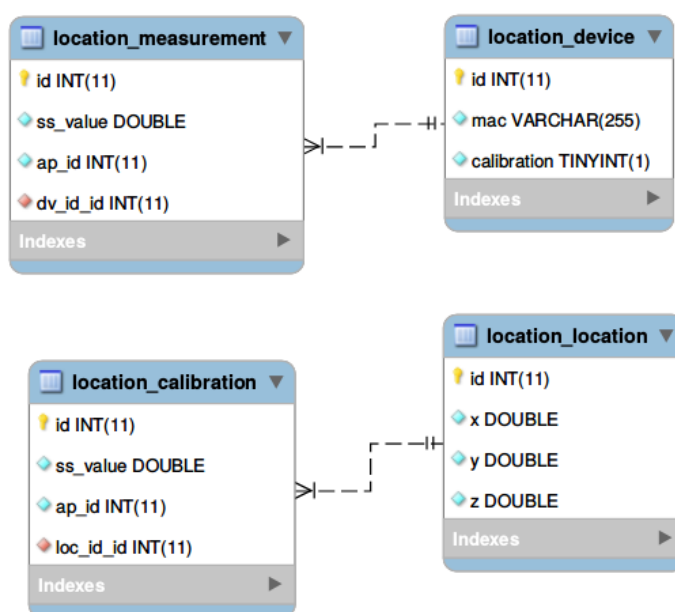 location_measurement
id INT(11)
ss_value DOUBLE
ap_id INT(11)
dv_id_id INT(11)
Indexes
location_device
id INT(11)
mac VARCHAR(255)
calibration TINYINT(1)
Indexes
location_calibration
id INT(11)
ss_value DOUBLE
ap_id INT(11)
loc_id_id INT(11)
Indexes
location_location
id INT(11)
x DOUBLE
y DOUBLE
z DOUBLE
Indexes